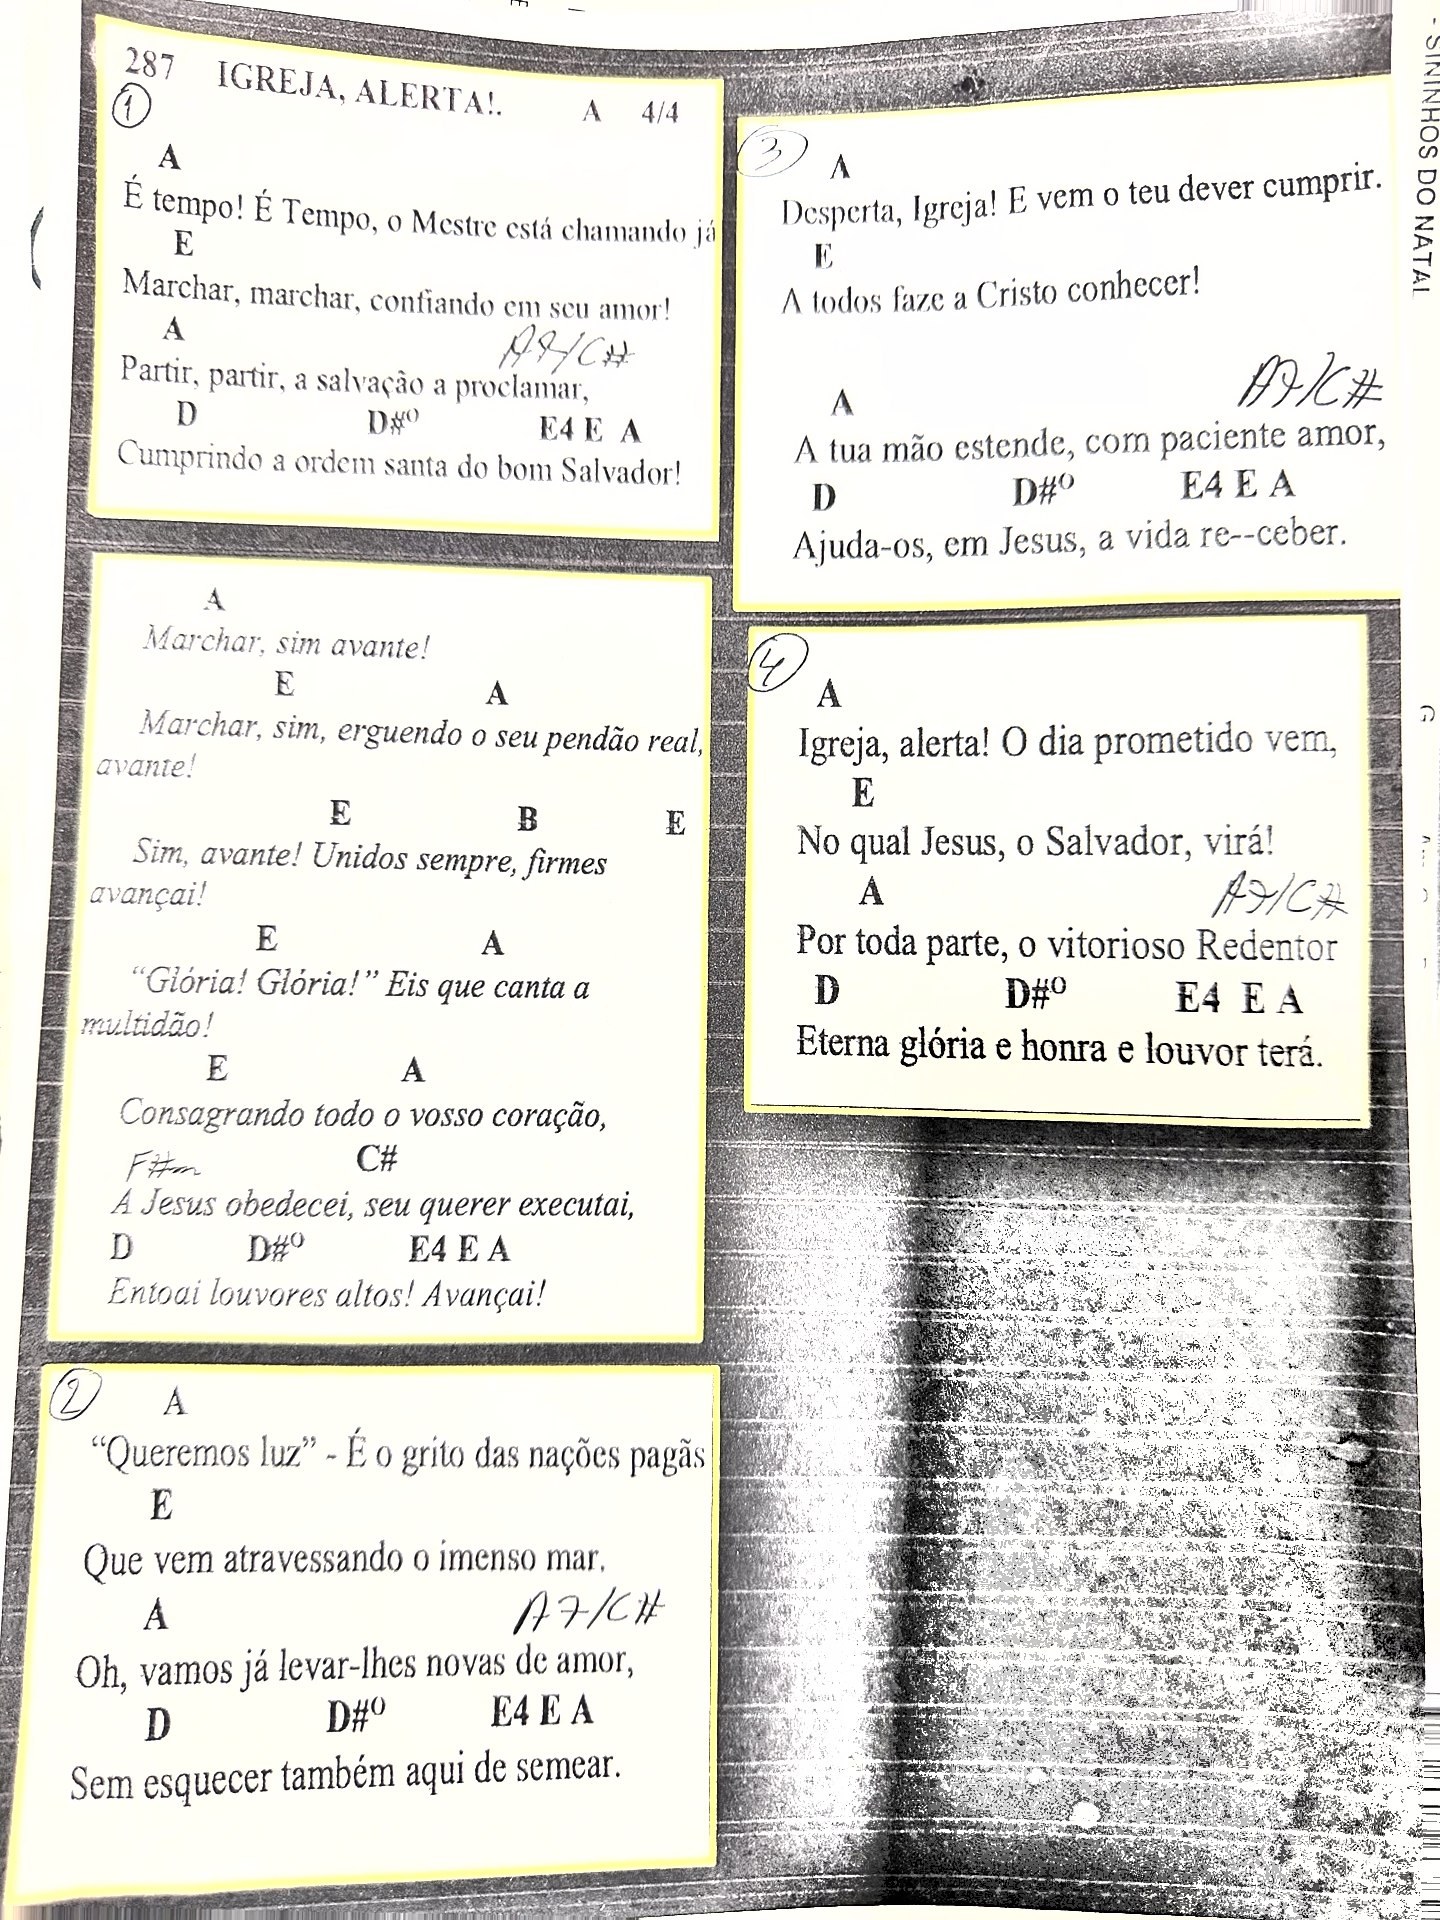 287 IGREJA, ALERTA!. A 4/4
1
A
É tempo! É Tempo, o Mestre está chamando já
E
Marchar, marchar, confiando em seu amor!
A A7/C#
Partir, partir, a salvação a proclamar,
D D#º E4 E A
Cumprindo a ordem santa do bom Salvador!
A
Marchar, sim avante!
E A
Marchar, sim, erguendo o seu pendão real,
avante!
E B E
Sim, avante! Unidos sempre, firmes
avançai!
E A
“Glória! Glória!” Eis que canta a
multidão!
E A
Consagrando todo o vosso coração,
F#m C#
A Jesus obedecei, seu querer executai,
D D#º E4 E A
Entoai louvores altos! Avançai!
2
A
“Queremos luz” - É o grito das nações pagãs
E
Que vem atravessando o imenso mar.
A A7/C#
Oh, vamos já levar-lhes novas de amor,
D D#º E4 E A
Sem esquecer também aqui de semear.
3
A
Desperta, Igreja! E vem o teu dever cumprir.
E
A todos faze a Cristo conhecer!
A A7/C#
A tua mão estende, com paciente amor,
D D#º E4 E A
Ajuda-os, em Jesus, a vida re--ceber.
4
A
Igreja, alerta! O dia prometido vem,
E
No qual Jesus, o Salvador, virá!
A A7/C#
Por toda parte, o vitorioso Redentor
D D#º E4 E A
Eterna glória e honra e louvor terá.
- SININHOS DO NATAL
G